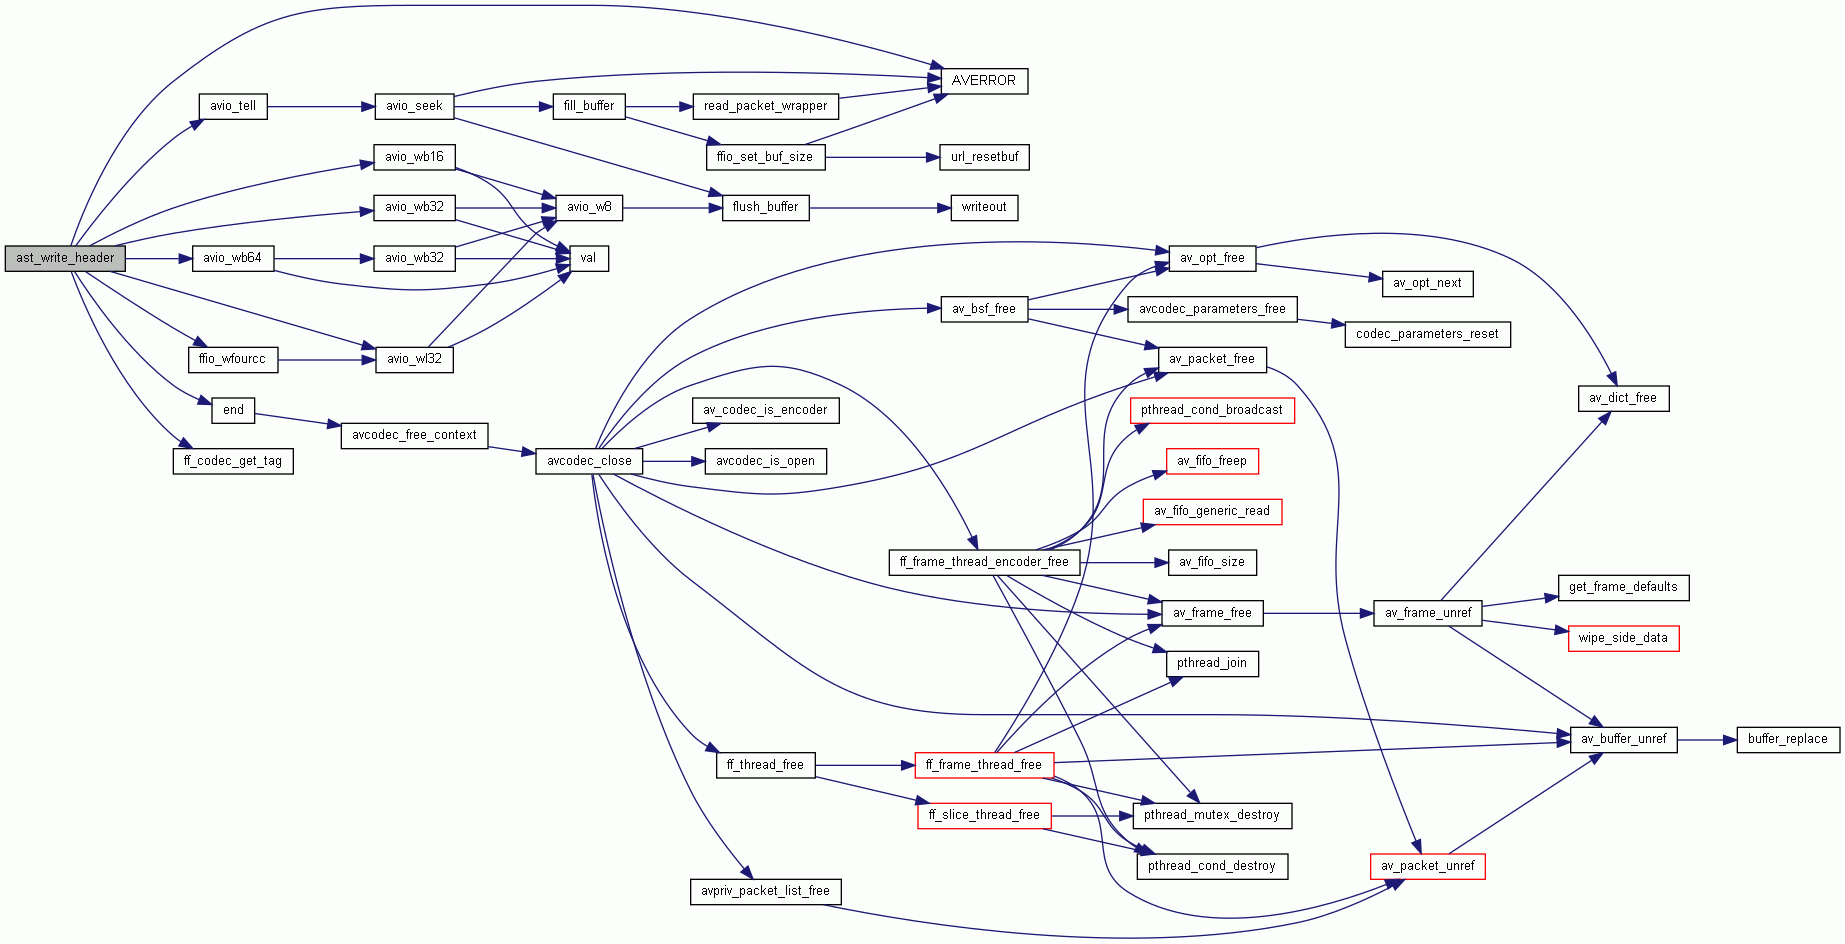 AVERROR
avio_tell
avio_seek
fill_buffer
read_packet_wrapper
avio_wb16
ffio_set_buf_size
url_resetbuf
avio_wb32
avio_w8
flush_buffer
writeout
ast_write_header
avio_wb64
avio_wb32
val
av_opt_free
av_opt_next
av_bsf_free
avcodec_parameters_free
codec_parameters_reset
ffio_wfourcc
avio_wl32
av_packet_free
av_dict_free
end
av_codec_is_encoder
pthread_cond_broadcast
avcodec_free_context
ff_codec_get_tag
avcodec_close
avcodec_is_open
av_fifo_freep
av_fifo_generic_read
ff_frame_thread_encoder_free
av_fifo_size
get_frame_defaults
av_frame_free
av_frame_unref
wipe_side_data
pthread_join
av_buffer_unref
buffer_replace
ff_thread_free
ff_frame_thread_free
ff_slice_thread_free
pthread_mutex_destroy
pthread_cond_destroy
av_packet_unref
avpriv_packet_list_free